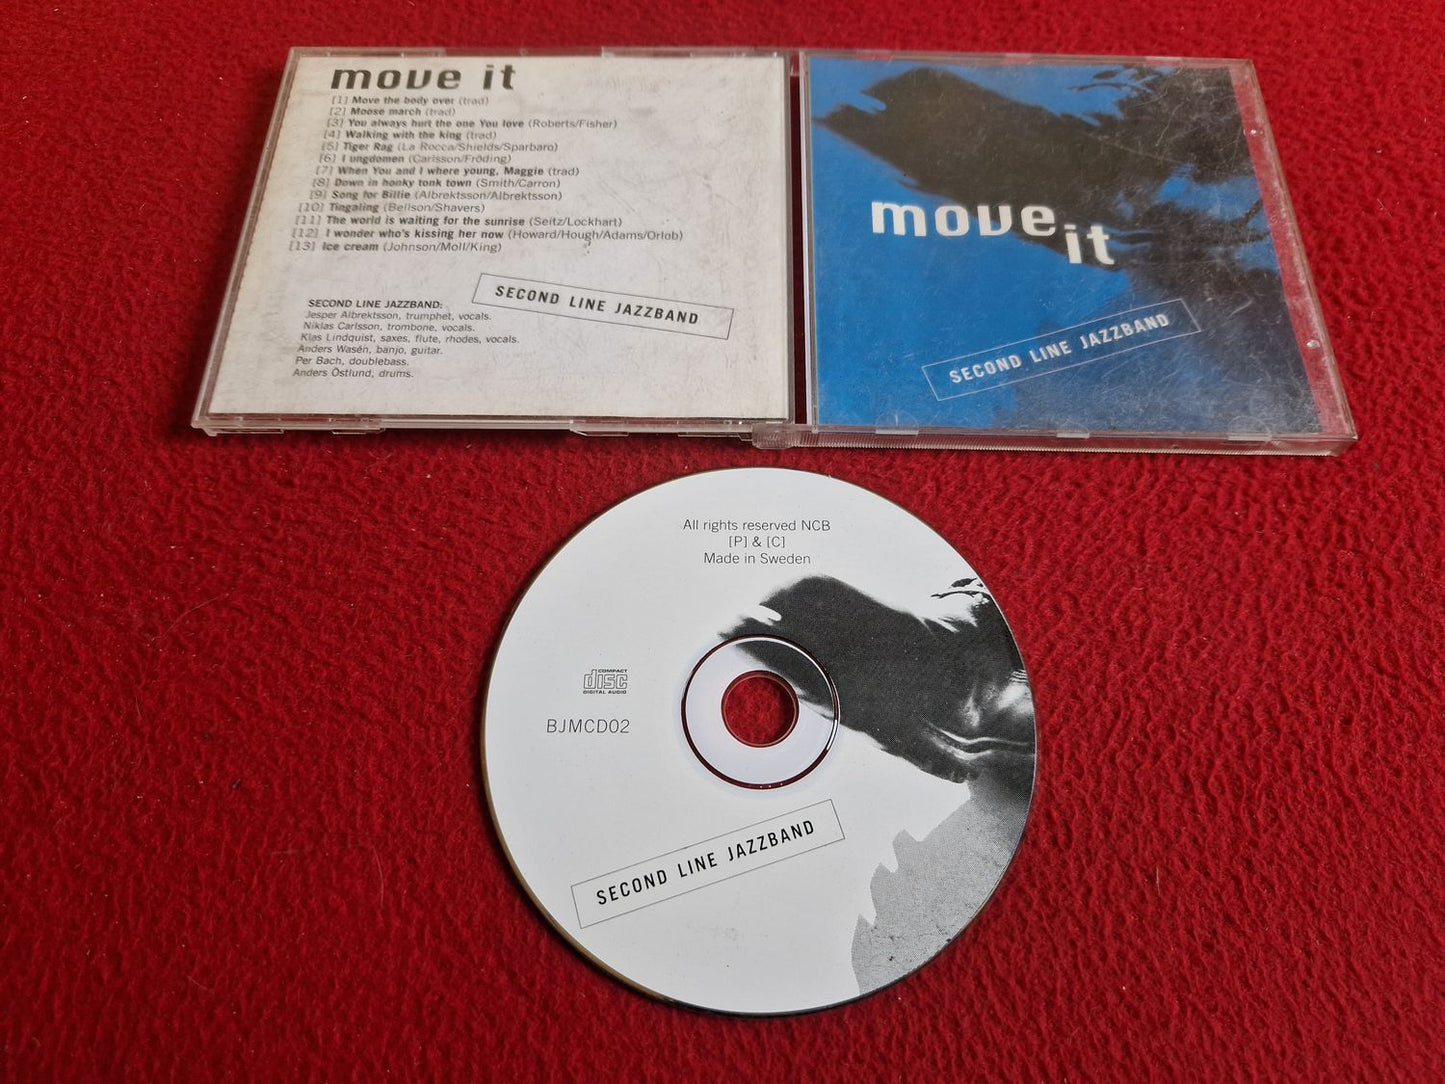 move it
[1] Move the body over (trad)
[2] Moose march (trad)
[3] You always hurt the one You love (Roberts/Fisher)
[4] Walking with the king (trad)
[5] Tiger Rag (La Rocca/Shields/Sparbaro)
[6] I ungdomen (Carlsson/Fröding)
[7] When You and I where young, Maggie (trad)
[8] Down in honky tonk town (Smith/Carron)
[9] Song for Billie (Albrektsson/Albrektsson)
[10] Tingaling (Bellson/Shavers)
[11] The world is waiting for the sunrise (Seitz/Lockhart)
[12] I wonder who's kissing her now (Howard/Hough/Adams/Orlob)
[13] Ice cream (Johnson/Moll/King)
SECOND LINE JAZZBAND
SECOND LINE JAZZBAND:
Jesper Albrektsson, trumphet, vocals.
Niklas Carlsson, trombone, vocals.
Klas Lindquist, saxes, flute, rhodes, vocals.
Anders Wasén, banjo, guitar.
Per Bach, doublebass.
Anders Östlund, drums.
move it
SECOND LINE JAZZBAND
All rights reserved NCB
[P] & [C]
Made in Sweden
COMPACT
disc
DIGITAL AUDIO
BJMCD02
SECOND LINE JAZZBAND